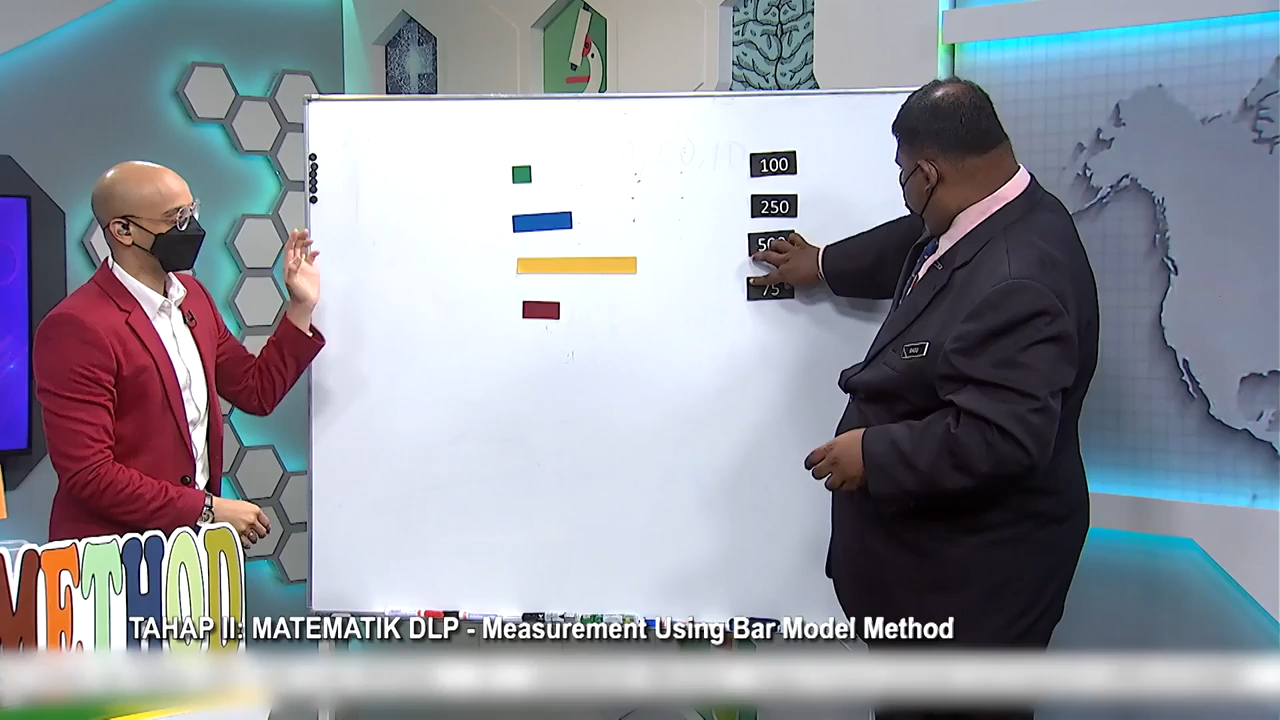 100
250
METHOD
TAHAP II: MATEMATIK DLP - Measurement Using Bar Model Method